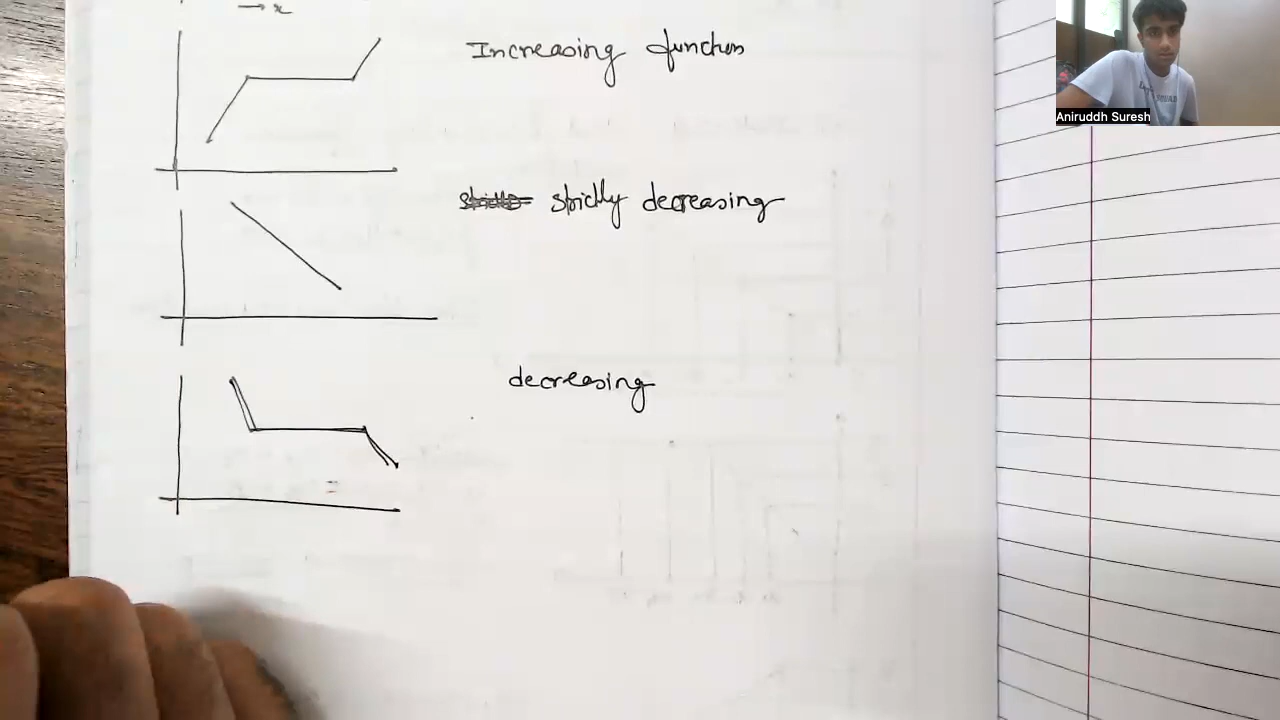 → x
Increasing function
strictly decreasing
decreasing
Aniruddh Suresh